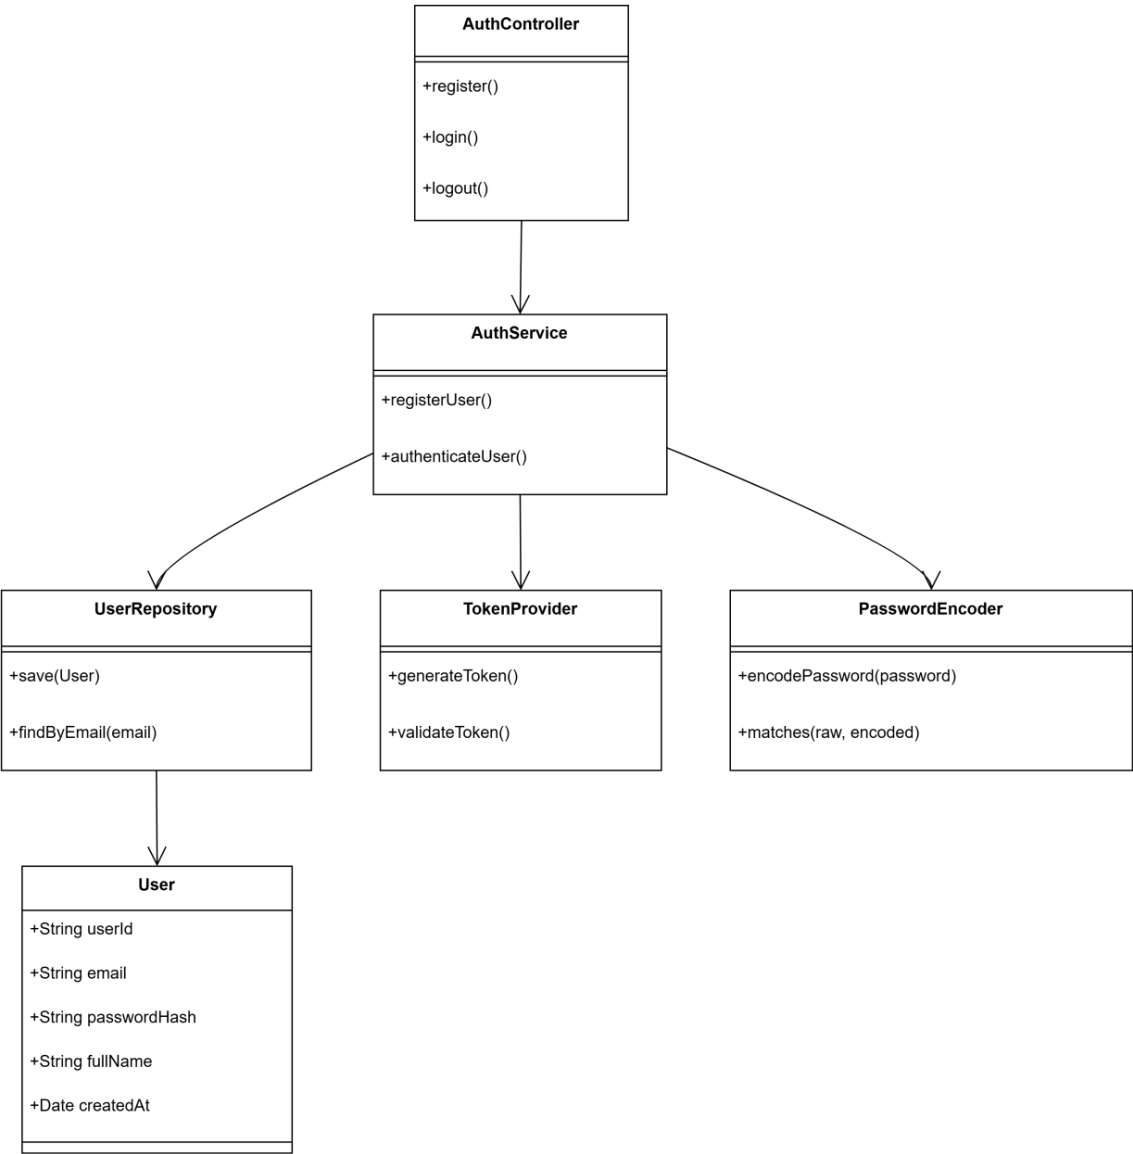 AuthController
+register()
+login()
+logout()
AuthService
+registerUser()
+authenticateUser()
UserRepository
+save(User)
+findByEmail(email)
TokenProvider
+generateToken()
+validateToken()
PasswordEncoder
+encodePassword(password)
+matches(raw, encoded)
User
+String userId
+String email
+String passwordHash
+String fullName
+Date createdAt